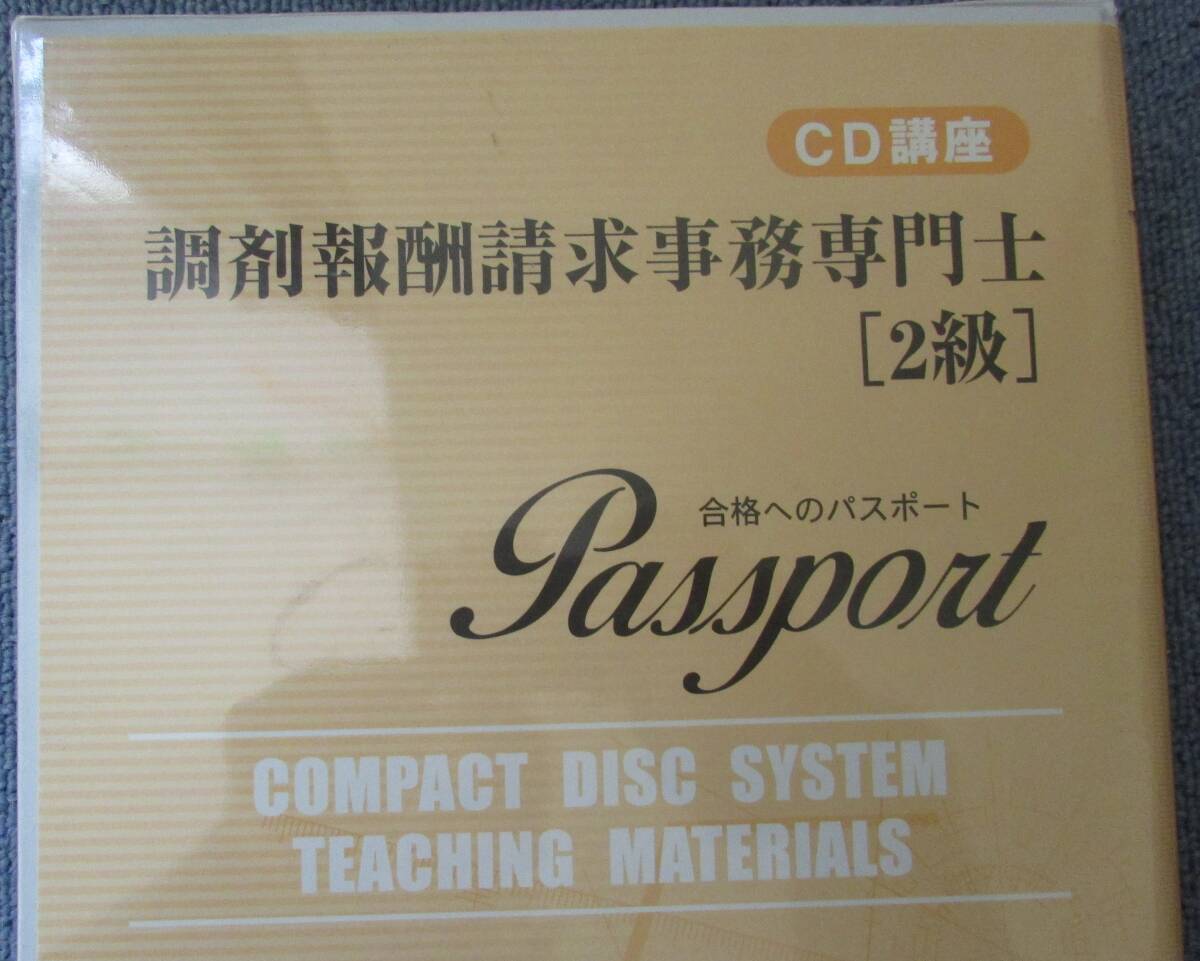 CD講座
調剤報酬請求事務専門士
[2級]
合格へのパスポート
Passport
COMPACT DISC SYSTEM
TEACHING MATERIALS